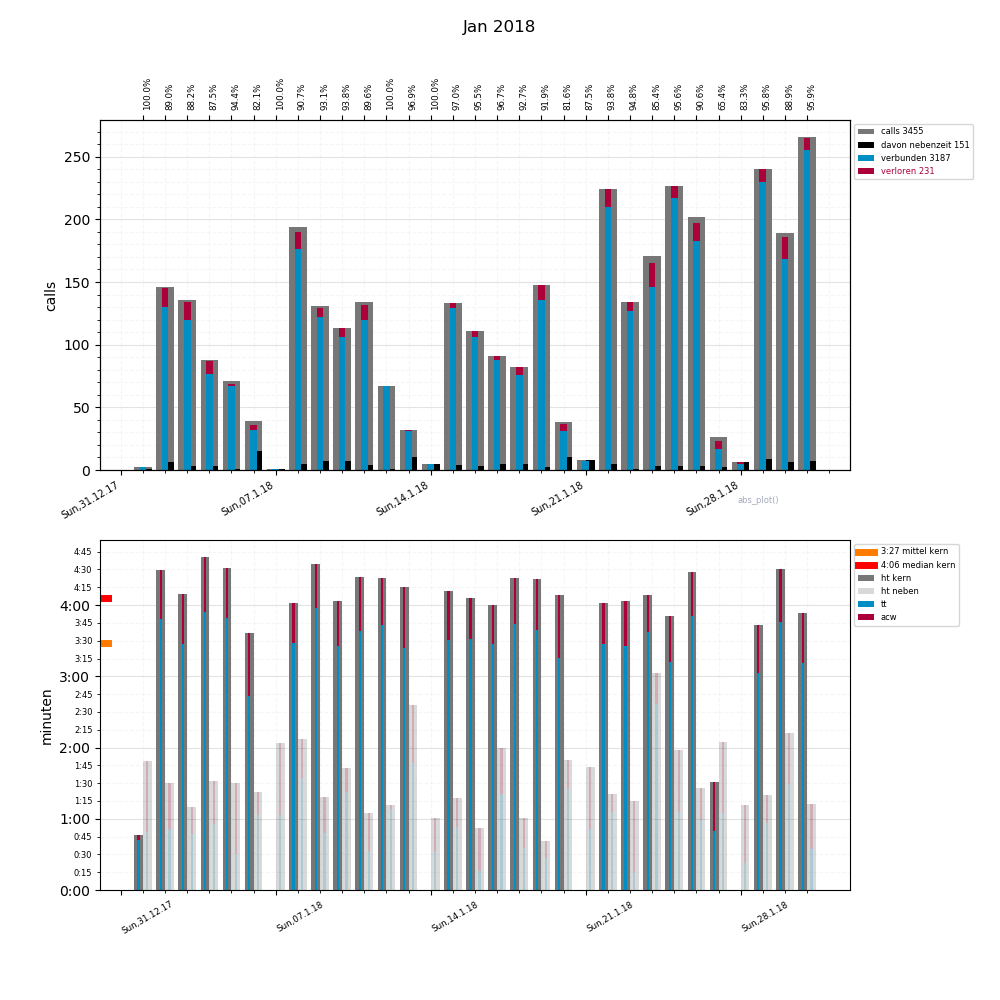 Jan 2018
100.0% 89.0% 88.2% 87.5% 94.4% 82.1% 100.0% 90.7% 93.1% 93.8% 89.6% 100.0% 96.9% 100.0% 97.0% 95.5% 96.7% 92.7% 91.9% 81.6% 87.5% 93.8% 94.8% 85.4% 95.6% 90.6% 65.4% 83.3% 95.8% 88.9% 95.9%
calls 3455
davon nebenzeit 151
verbunden 3187
verloren 231
250
200
150
100
50
0
calls
Sun,31.12.17 Sun,07.1.18 Sun,14.1.18 Sun,21.1.18 Sun,28.1.18
abs_plot()
3:27 mittel kern
4:06 median kern
ht kern
ht neben
tt
acw
4:45
4:30
4:15
4:00
3:45
3:30
3:15
3:00
2:45
2:30
2:15
2:00
1:45
1:30
1:15
1:00
0:45
0:30
0:15
0:00
minuten
Sun,31.12.17 Sun,07.1.18 Sun,14.1.18 Sun,21.1.18 Sun,28.1.18